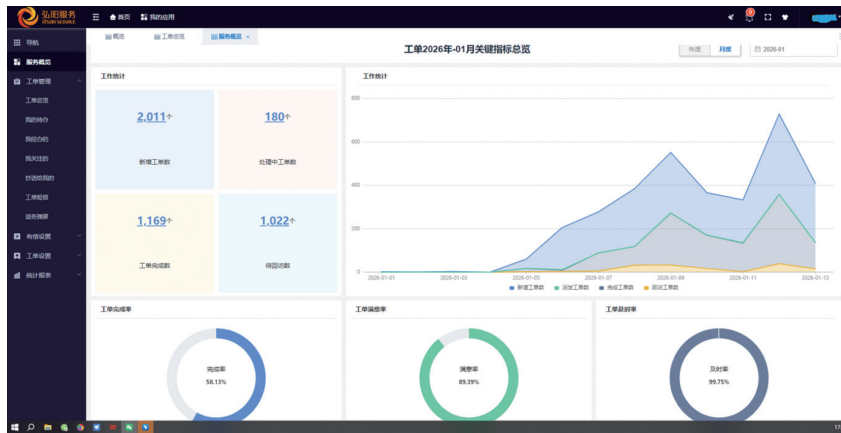 弘阳服务
首页
我的应用
导航
概览
工单总览
服务概览 ×
服务概览
工单2026年-01月关键指标总览
年度
月度
2026-01
工单管理
工单总览
我的待办
我经办的
我关注的
抄送给我的
工单短信
话务弹屏
工单设置
统计报表
工作统计
2,011个
新增工单数
180个
处理中工单数
1,169个
工单完成数
1,022个
待回访数
工作统计
800
600
400
200
0
2026-01-01
2026-01-03
2026-01-05
2026-01-07
2026-01-09
2026-01-11
2026-01-13
新增工单数
派发工单数
完成工单数
回访工单数
工单完成率
完成率
58.13%
工单满意率
满意率
89.39%
工单及时率
及时率
99.75%